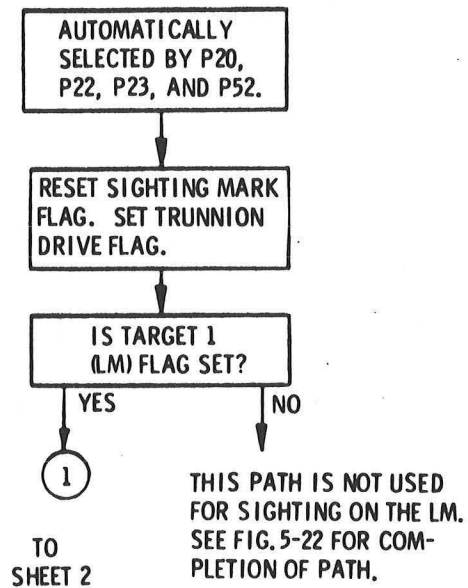 AUTOMATICALLY
SELECTED BY P20,
P22, P23, AND P52.
RESET SIGHTING MARK
FLAG. SET TRUNNION
DRIVE FLAG.
IS TARGET 1
(LM) FLAG SET?
YES
NO
1
TO
SHEET 2
THIS PATH IS NOT USED
FOR SIGHTING ON THE LM.
SEE FIG. 5-22 FOR COM-
PLETION OF PATH.